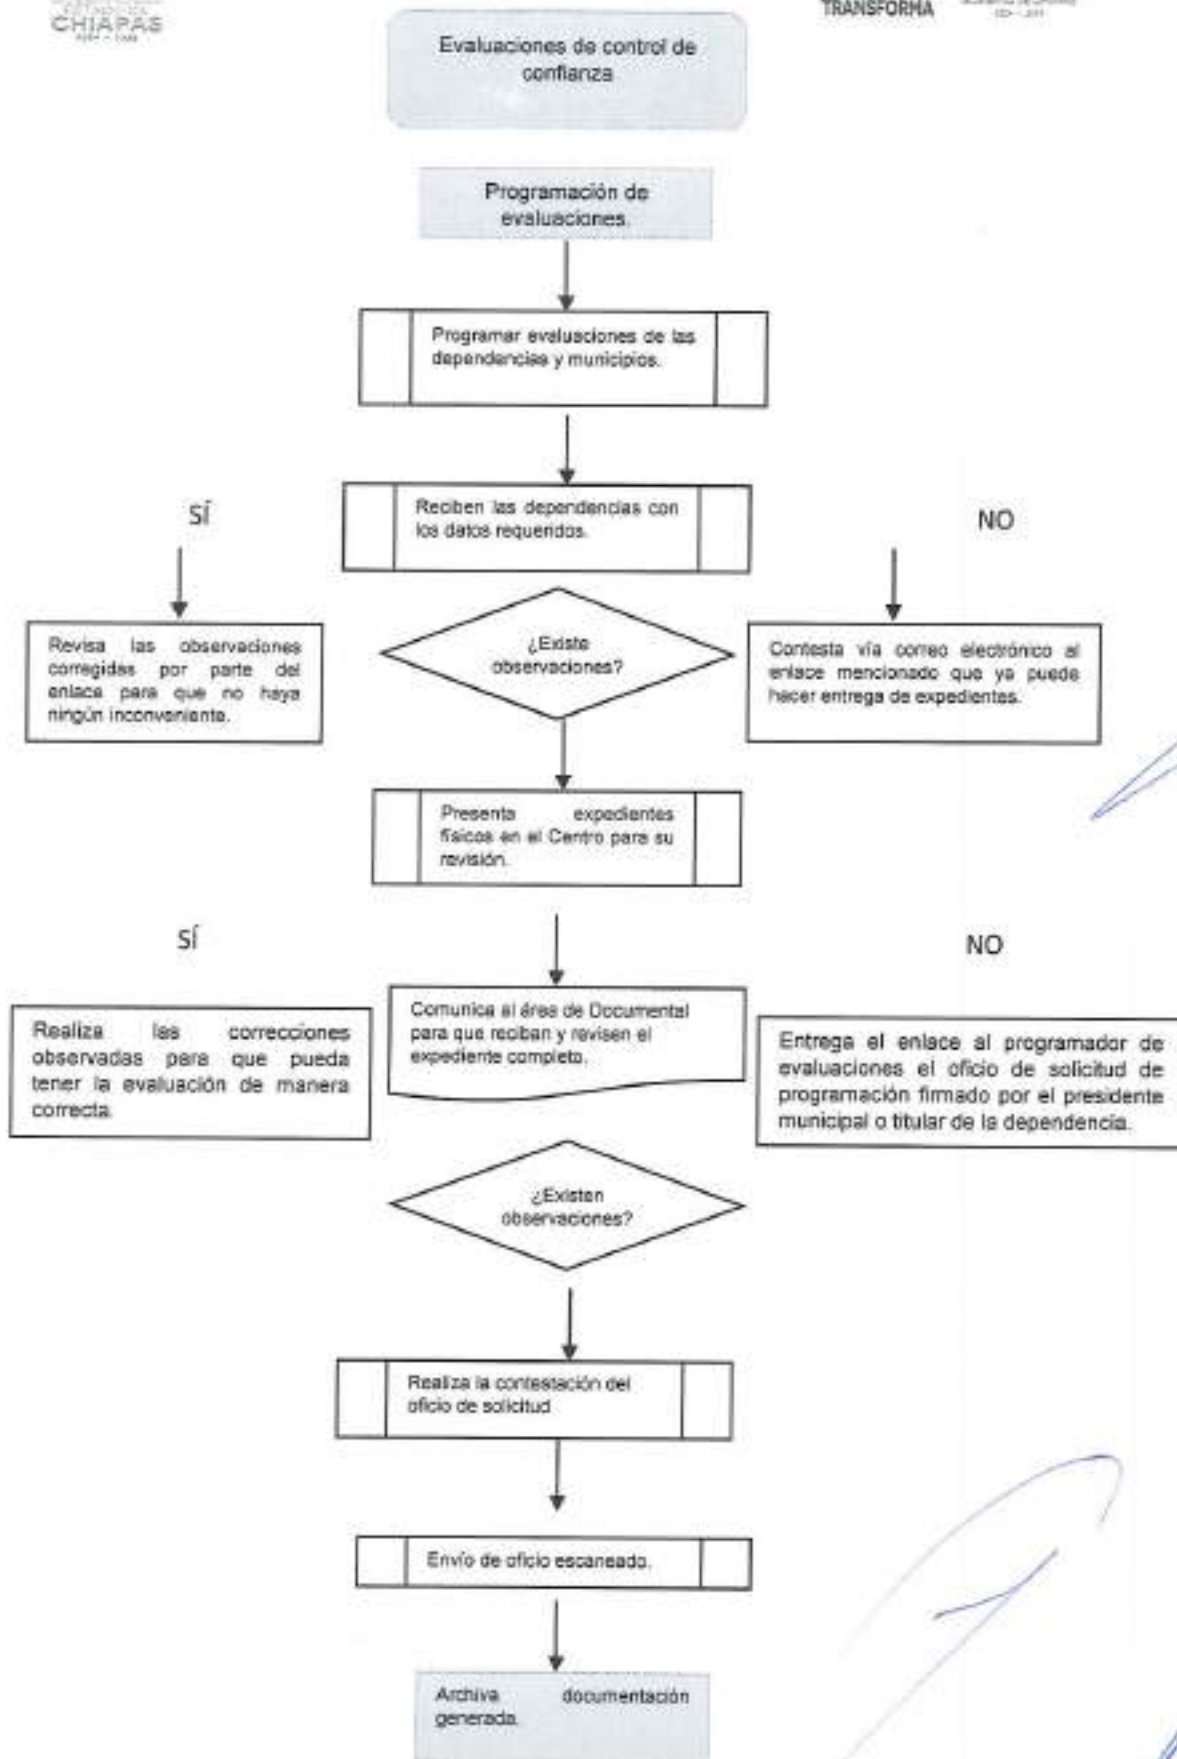 CHIAPAS
TRANSFORMA
Evaluaciones de control de
confianza
Programación de
evaluaciones.
Programar evaluaciones de las
dependencias y municipios.
SÍ
Reciben las dependencias con
los datos requeridos.
NO
Revisa las observaciones
corregidas por parte del
enlace para que no haya
ningún inconveniente.
¿Existe
observaciones?
Contesta vía correo electrónico al
enlace mencionado que ya puede
hacer entrega de expedientes.
Presenta expedientes
físicos en el Centro para su
revisión.
SÍ
NO
Realiza las correcciones
observadas para que pueda
tener la evaluación de manera
correcta.
Comunica al área de Documental
para que reciban y revisen el
expediente completo.
Entrega el enlace al programador de
evaluaciones el oficio de solicitud de
programación firmado por el presidente
municipal o titular de la dependencia.
¿Existen
observaciones?
Realiza la contestación del
oficio de solicitud
Envío de oficio escaneado.
Archiva documentación
generada.